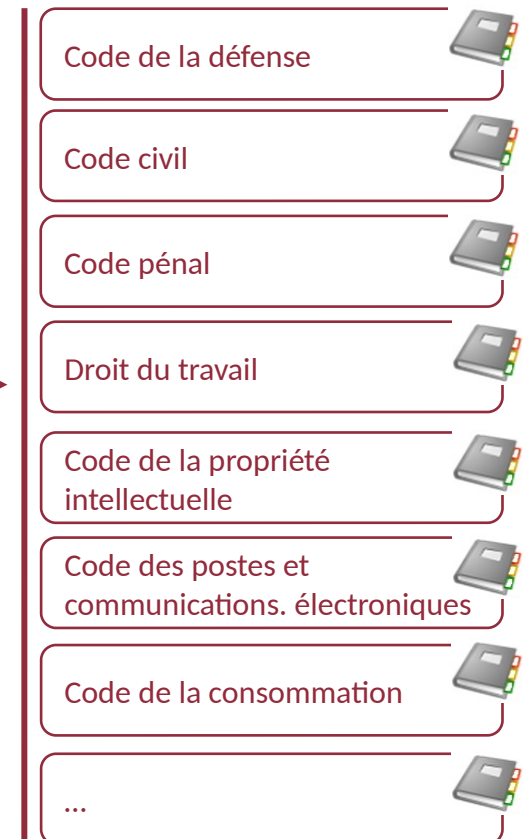 Code de la défense
Code civil
Code pénal
Droit du travail
Code de la propriété
intellectuelle
Code des postes et
communications. électroniques
Code de la consommation
...